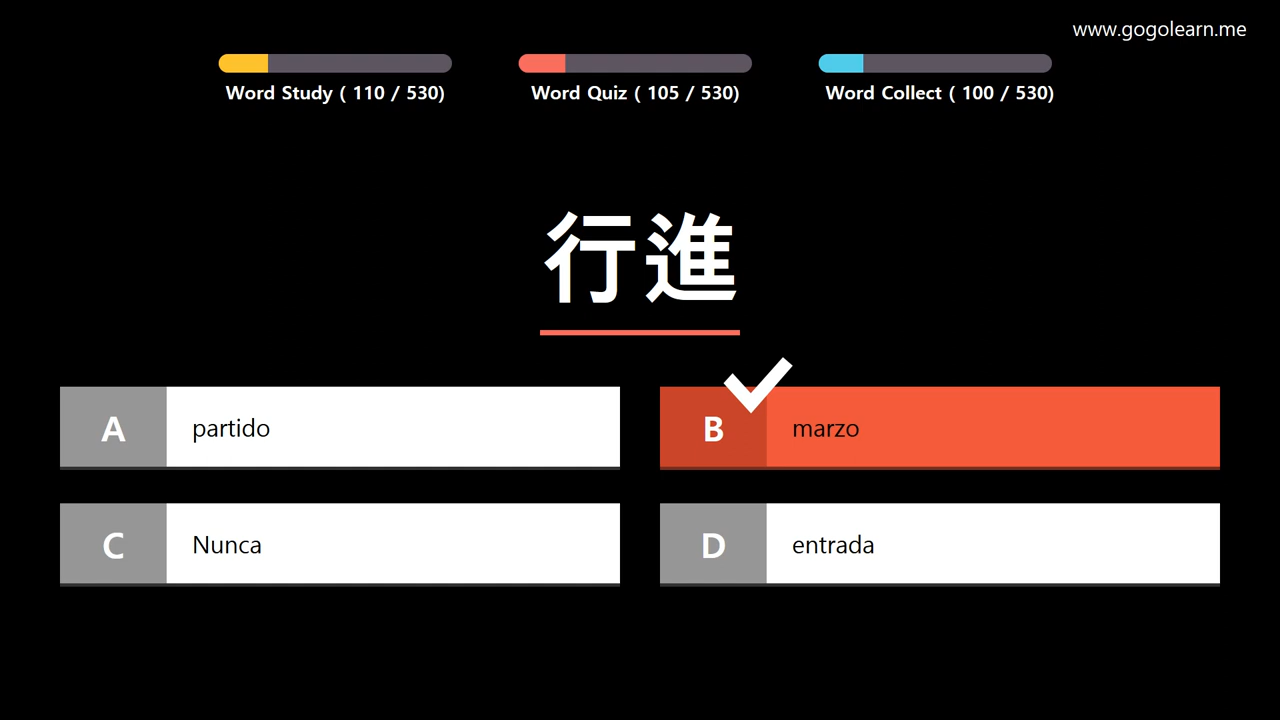 www.gogolearn.me
Word Study ( 110 / 530)
Word Quiz ( 105 / 530)
Word Collect ( 100 / 530)
行進
A partido
B marzo
C Nunca
D entrada